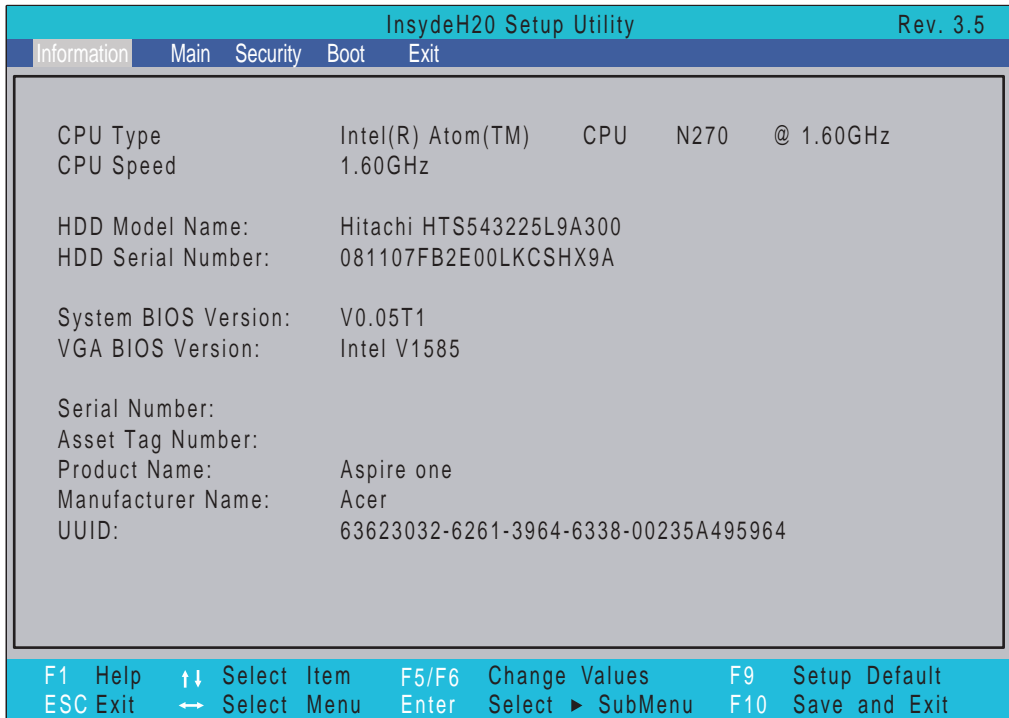 InsydeH20 Setup Utility Rev. 3.5
Information Main Security Boot Exit
CPU Type Intel(R) Atom(TM) CPU N270 @ 1.60GHz
CPU Speed 1.60GHz
HDD Model Name: Hitachi HTS543225L9A300
HDD Serial Number: 081107FB2E00LKCSHX9A
System BIOS Version: V0.05T1
VGA BIOS Version: Intel V1585
Serial Number:
Asset Tag Number:
Product Name: Aspire one
Manufacturer Name: Acer
UUID: 63623032-6261-3964-6338-00235A495964
F1 Help ↑↓ Select Item F5/F6 Change Values F9 Setup Default
ESC Exit ↔ Select Menu Enter Select ► SubMenu F10 Save and Exit